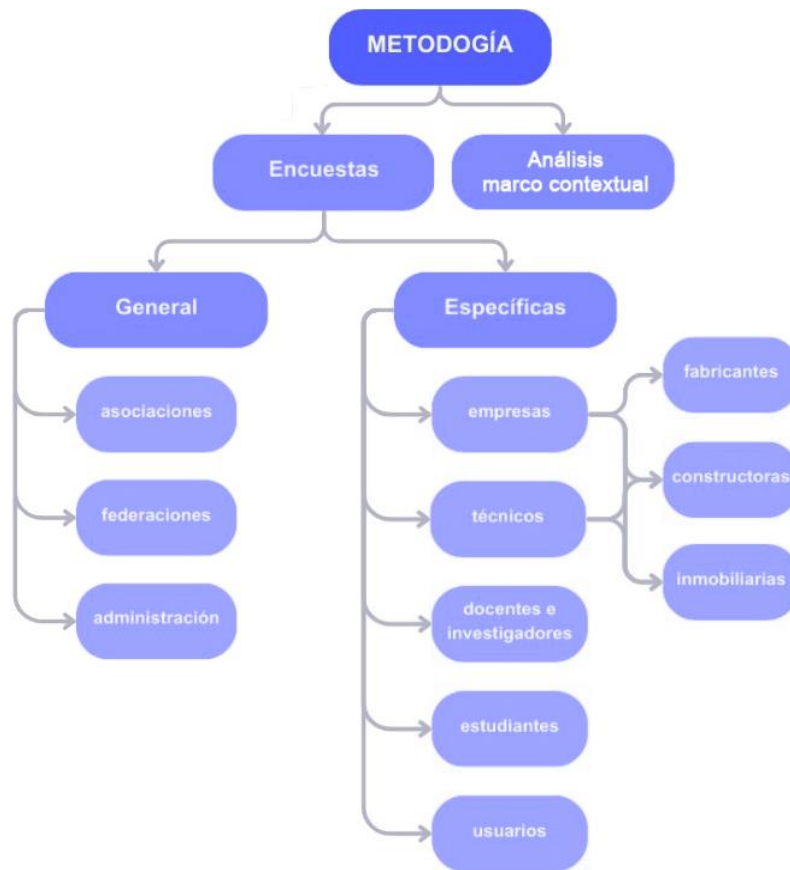 METODOGÍA
Encuestas
Análisis
marco contextual
General
Específicas
asociaciones
federaciones
administración
empresas
técnicos
docentes e
investigadores
estudiantes
usuarios
fabricantes
constructoras
inmobiliarias